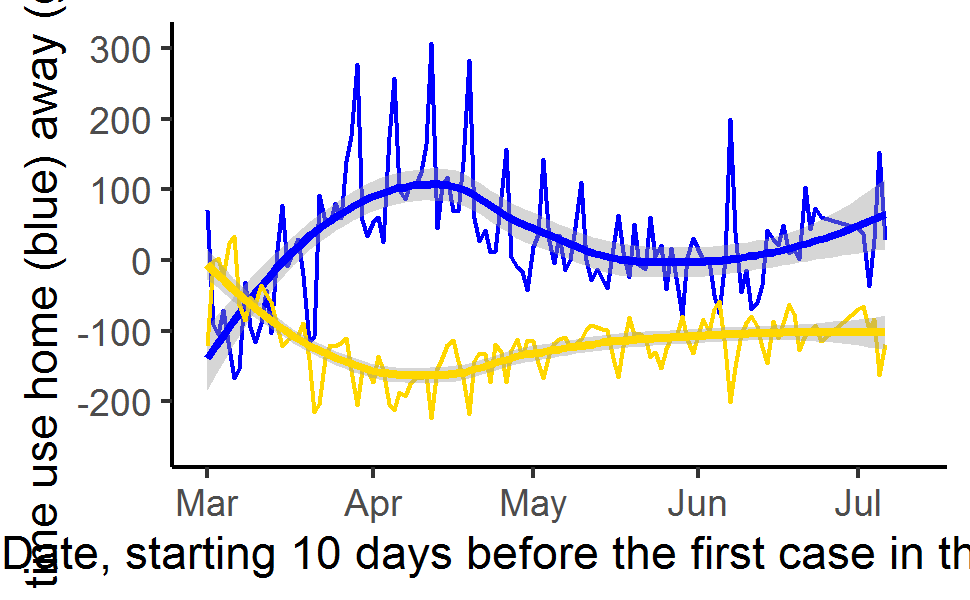 time use home (blue) away (
300
200
100
0
-100
-200
Mar Apr May Jun Jul
Date, starting 10 days before the first case in th